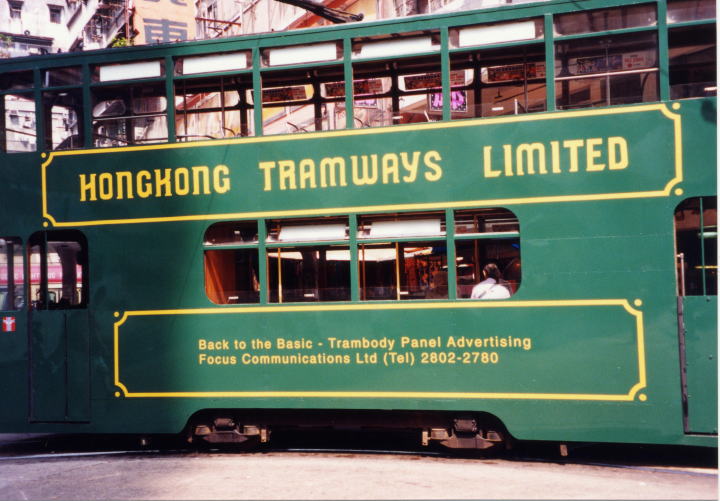 HONGKONG TRAMWAYS LIMITED
Back to the Basic - Trambody Panel Advertising
Focus Communications Ltd (Tel) 2802-2780